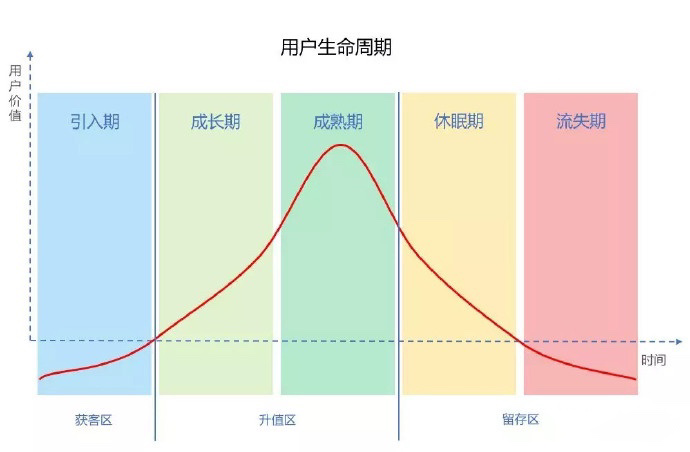 用户生命周期
用户价值
引入期
成长期
成熟期
休眠期
流失期
时间
获客区
升值区
留存区